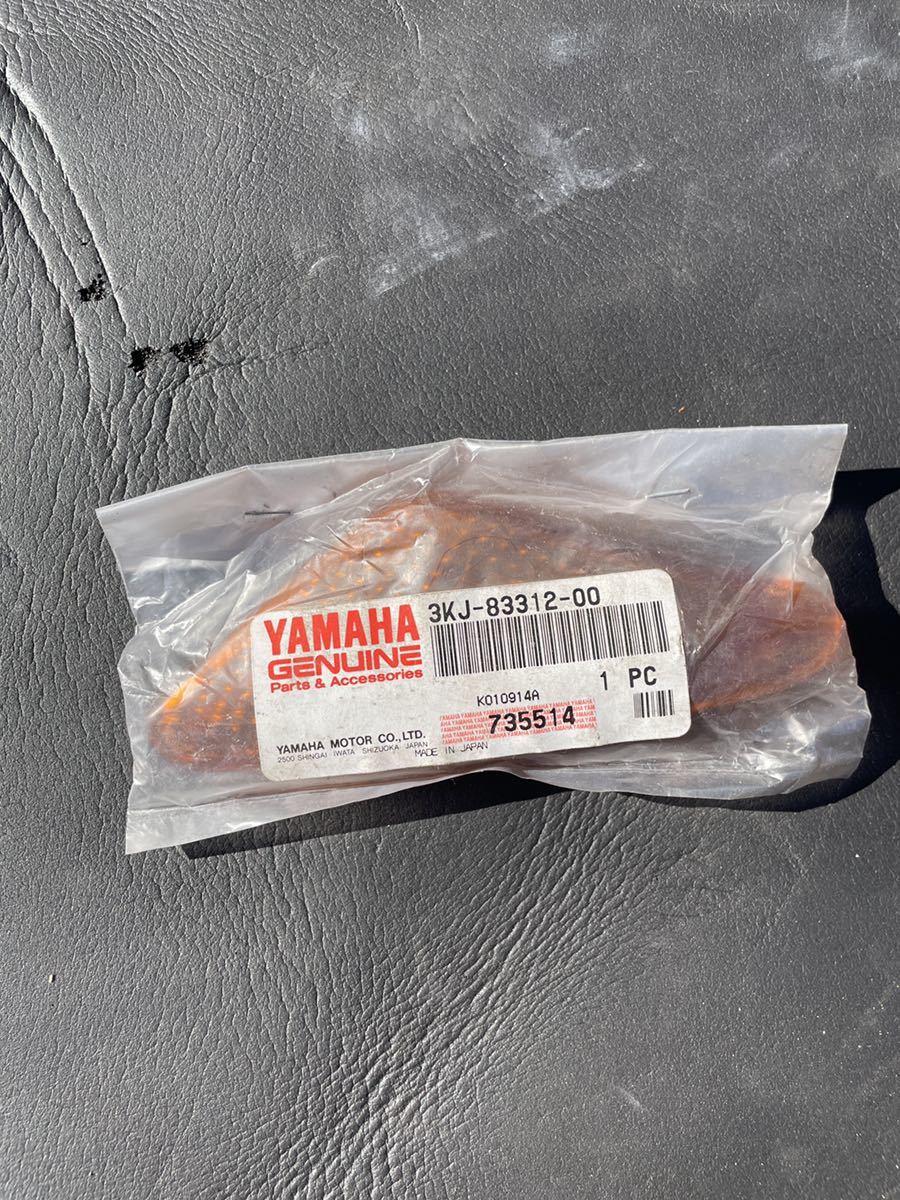 YAMAHA
GENUINE
Parts & Accessories
3KJ-83312-00
1 PC
K010914A
735514
YAMAHA MOTOR CO.,LTD.
2500 SHINGAI IWATA SHIZUOKA JAPAN
MADE IN JAPAN